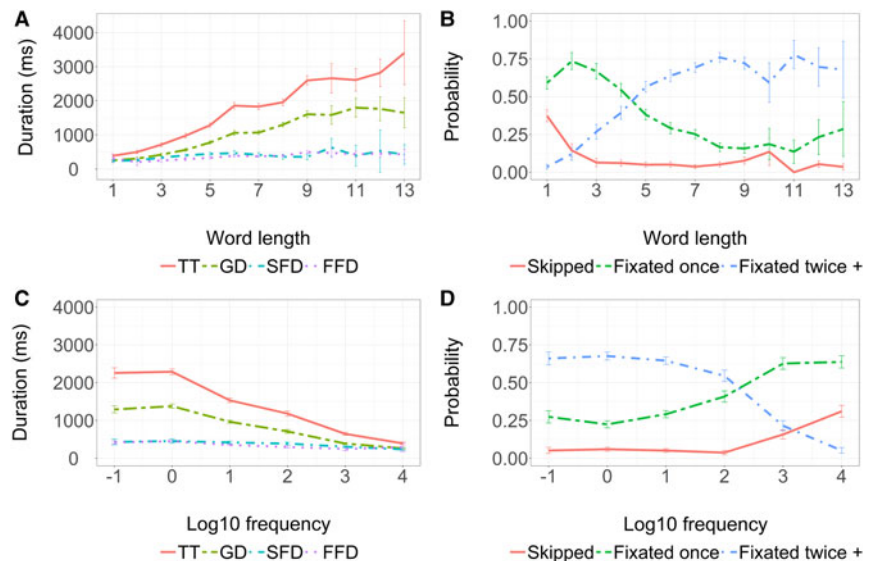 A
Duration (ms)
4000
3000
2000
1000
0
1 3 5 7 9 11 13
Word length
TT GD SFD FFD
B
Probability
1.00
0.75
0.50
0.25
0.00
1 3 5 7 9 11 13
Word length
Skipped Fixated once Fixated twice +
C
Duration (ms)
4000
3000
2000
1000
0
-1 0 1 2 3 4
Log10 frequency
TT GD SFD FFD
D
Probability
1.00
0.75
0.50
0.25
0.00
-1 0 1 2 3 4
Log10 frequency
Skipped Fixated once Fixated twice +